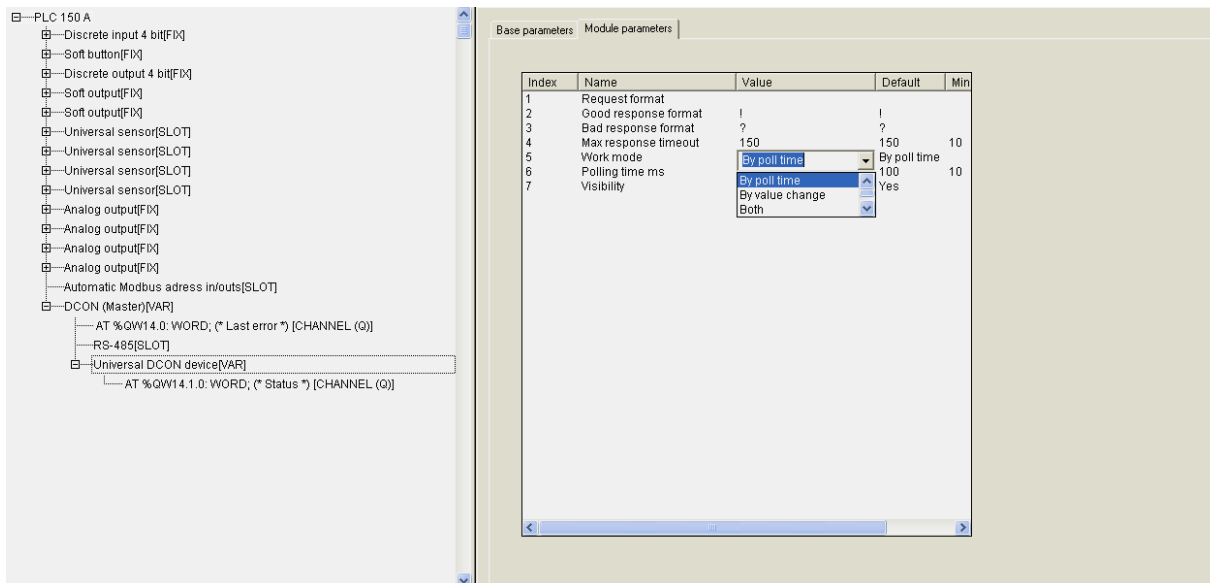 PLC 150 A
Discrete input 4 bit[FIX]
Soft button[FIX]
Discrete output 4 bit[FIX]
Soft output[FIX]
Soft output[FIX]
Universal sensor[SLOT]
Universal sensor[SLOT]
Universal sensor[SLOT]
Universal sensor[SLOT]
Analog output[FIX]
Analog output[FIX]
Analog output[FIX]
Analog output[FIX]
Automatic Modbus adress in/outs[SLOT]
DCON (Master)[VAR]
AT %QW14.0: WORD; (* Last error *) [CHANNEL (Q)]
RS-485[SLOT]
Universal DCON device[VAR]
AT %QW14.1.0: WORD; (* Status *) [CHANNEL (Q)]
Base parameters Module parameters
Index Name Value Default Min
1 Request format
2 Good response format ! !
3 Bad response format ? ?
4 Max response timeout 150 150 10
5 Work mode By poll time By poll time
6 Polling time ms By poll time 100 10
7 Visibility By value change Yes
Both